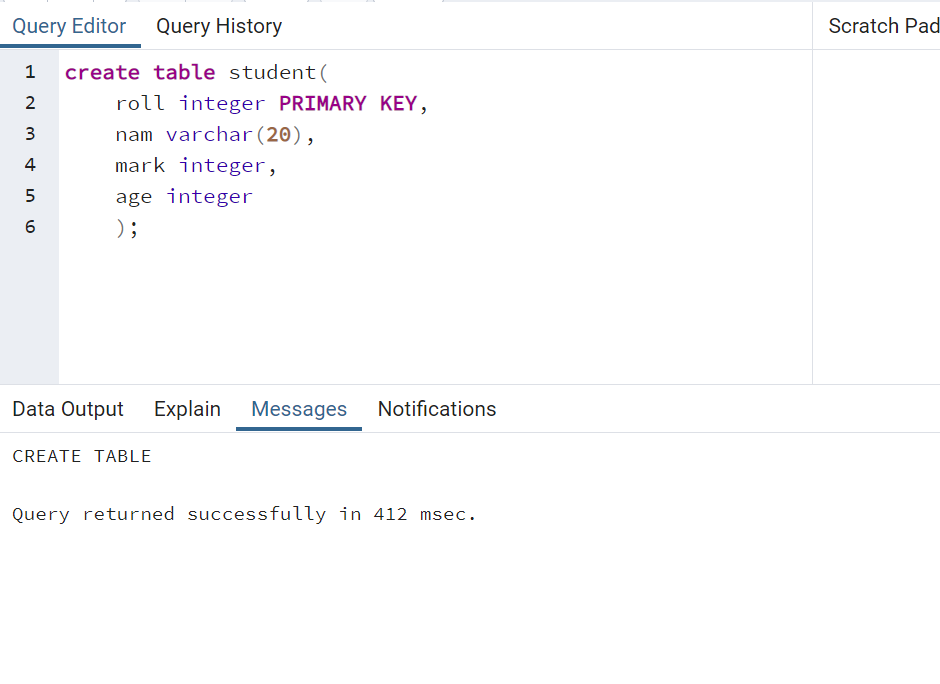 Query Editor Query History Scratch Pad
1 create table student(
2 roll integer PRIMARY KEY,
3 nam varchar(20),
4 mark integer,
5 age integer
6 );
Data Output Explain Messages Notifications
CREATE TABLE
Query returned successfully in 412 msec.